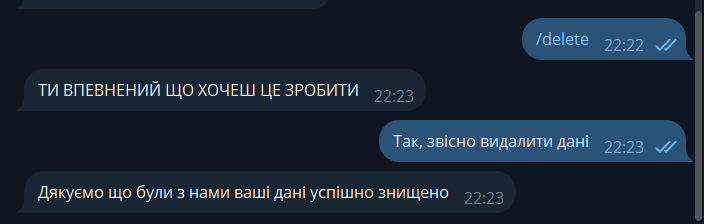 /delete 22:22
ТИ ВПЕВНЕНИЙ ЩО ХОЧЕШ ЦЕ ЗРОБИТИ 22:23
Так, звісно видалити дані 22:23
Дякуємо що були з нами ваші дані успішно знищено 22:23